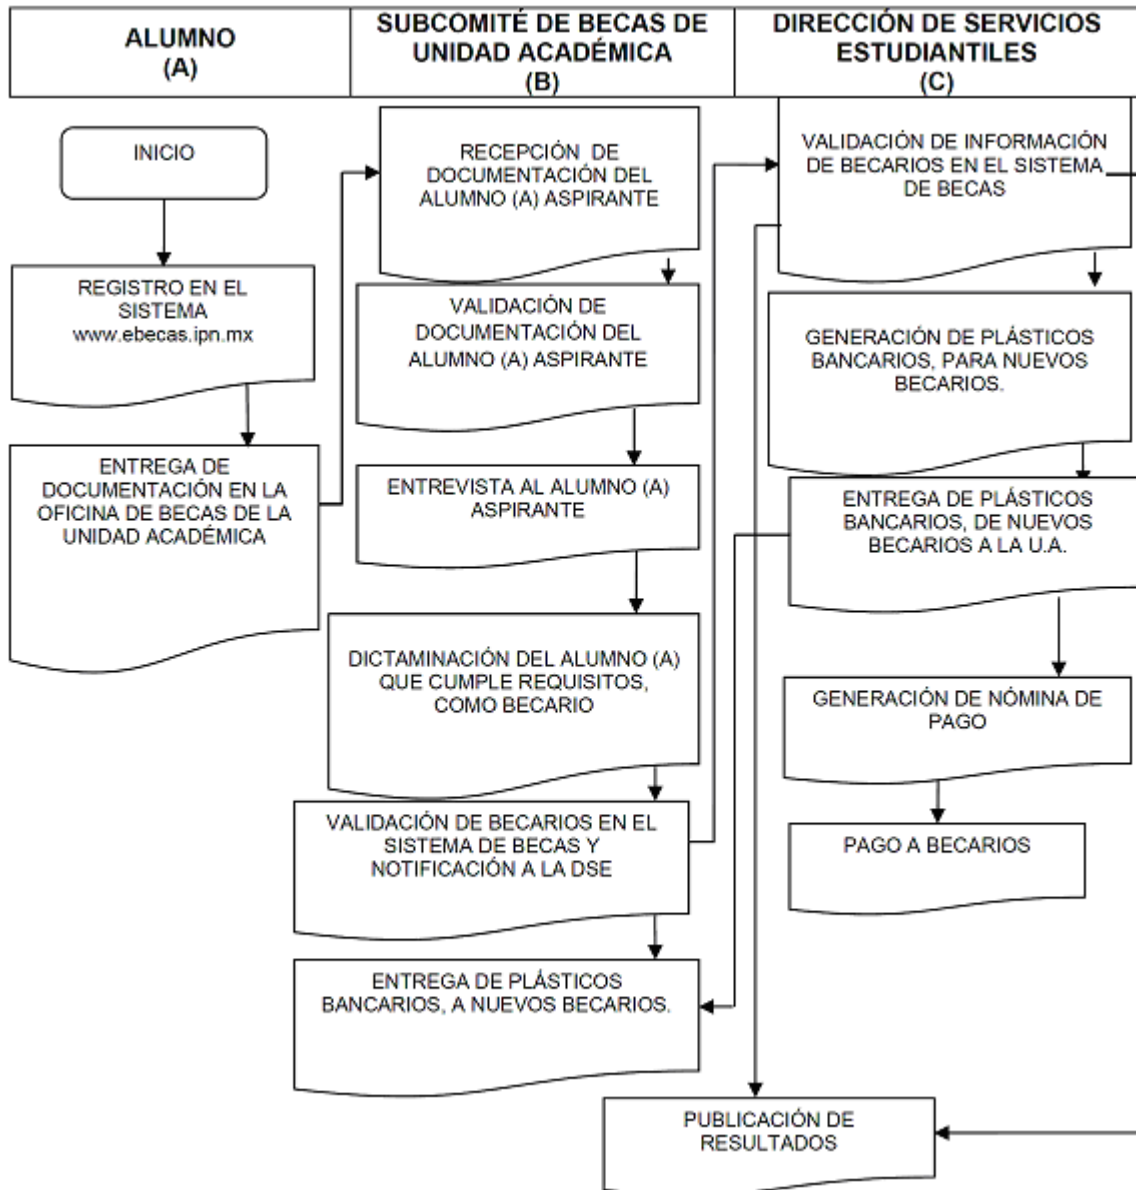 ALUMNO
(A)
SUBCOMITÉ DE BECAS DE
UNIDAD ACADÉMICA
(B)
DIRECCIÓN DE SERVICIOS
ESTUDIANTILES
(C)
INICIO
REGISTRO EN EL
SISTEMA
www.ebecas.ipn.mx
ENTREGA DE
DOCUMENTACIÓN EN LA
OFICINA DE BECAS DE LA
UNIDAD ACADÉMICA
RECEPCIÓN DE
DOCUMENTACIÓN DEL
ALUMNO (A) ASPIRANTE
VALIDACIÓN DE
DOCUMENTACIÓN DEL
ALUMNO (A) ASPIRANTE
ENTREVISTA AL ALUMNO (A)
ASPIRANTE
DICTAMINACIÓN DEL ALUMNO (A)
QUE CUMPLE REQUISITOS,
COMO BECARIO
VALIDACIÓN DE BECARIOS EN EL
SISTEMA DE BECAS Y
NOTIFICACIÓN A LA DSE
ENTREGA DE PLÁSTICOS
BANCARIOS, A NUEVOS BECARIOS.
VALIDACIÓN DE INFORMACIÓN
DE BECARIOS EN EL SISTEMA
DE BECAS
GENERACIÓN DE PLÁSTICOS
BANCARIOS, PARA NUEVOS
BECARIOS.
ENTREGA DE PLÁSTICOS
BANCARIOS, DE NUEVOS
BECARIOS A LA U.A.
GENERACIÓN DE NÓMINA DE
PAGO
PAGO A BECARIOS
PUBLICACIÓN DE
RESULTADOS